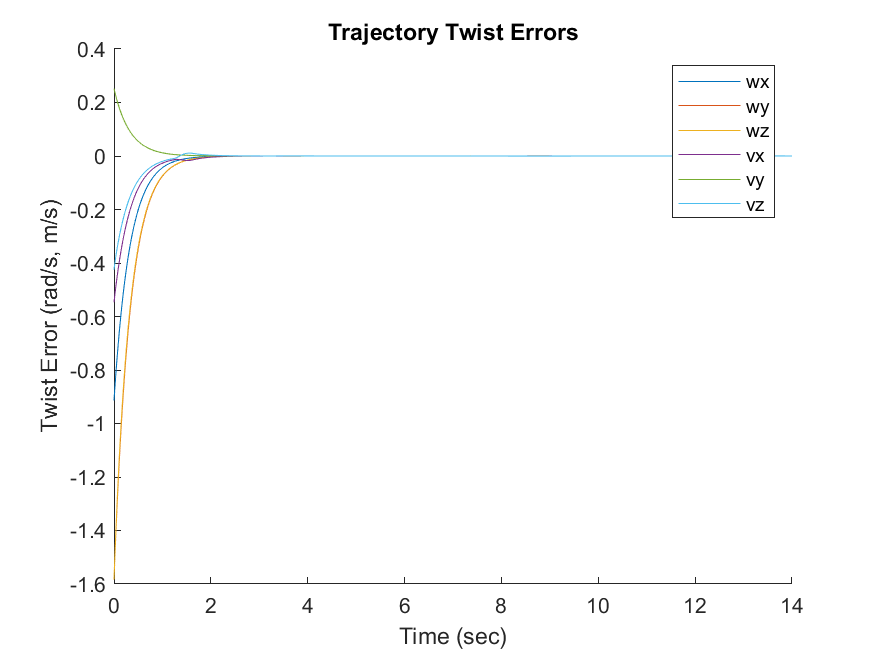 Trajectory Twist Errors
0.4
0.2
0
-0.2
-0.4
-0.6
-0.8
-1
-1.2
-1.4
-1.6
Twist Error (rad/s, m/s)
wx
wy
wz
vx
vy
vz
0 2 4 6 8 10 12 14
Time (sec)